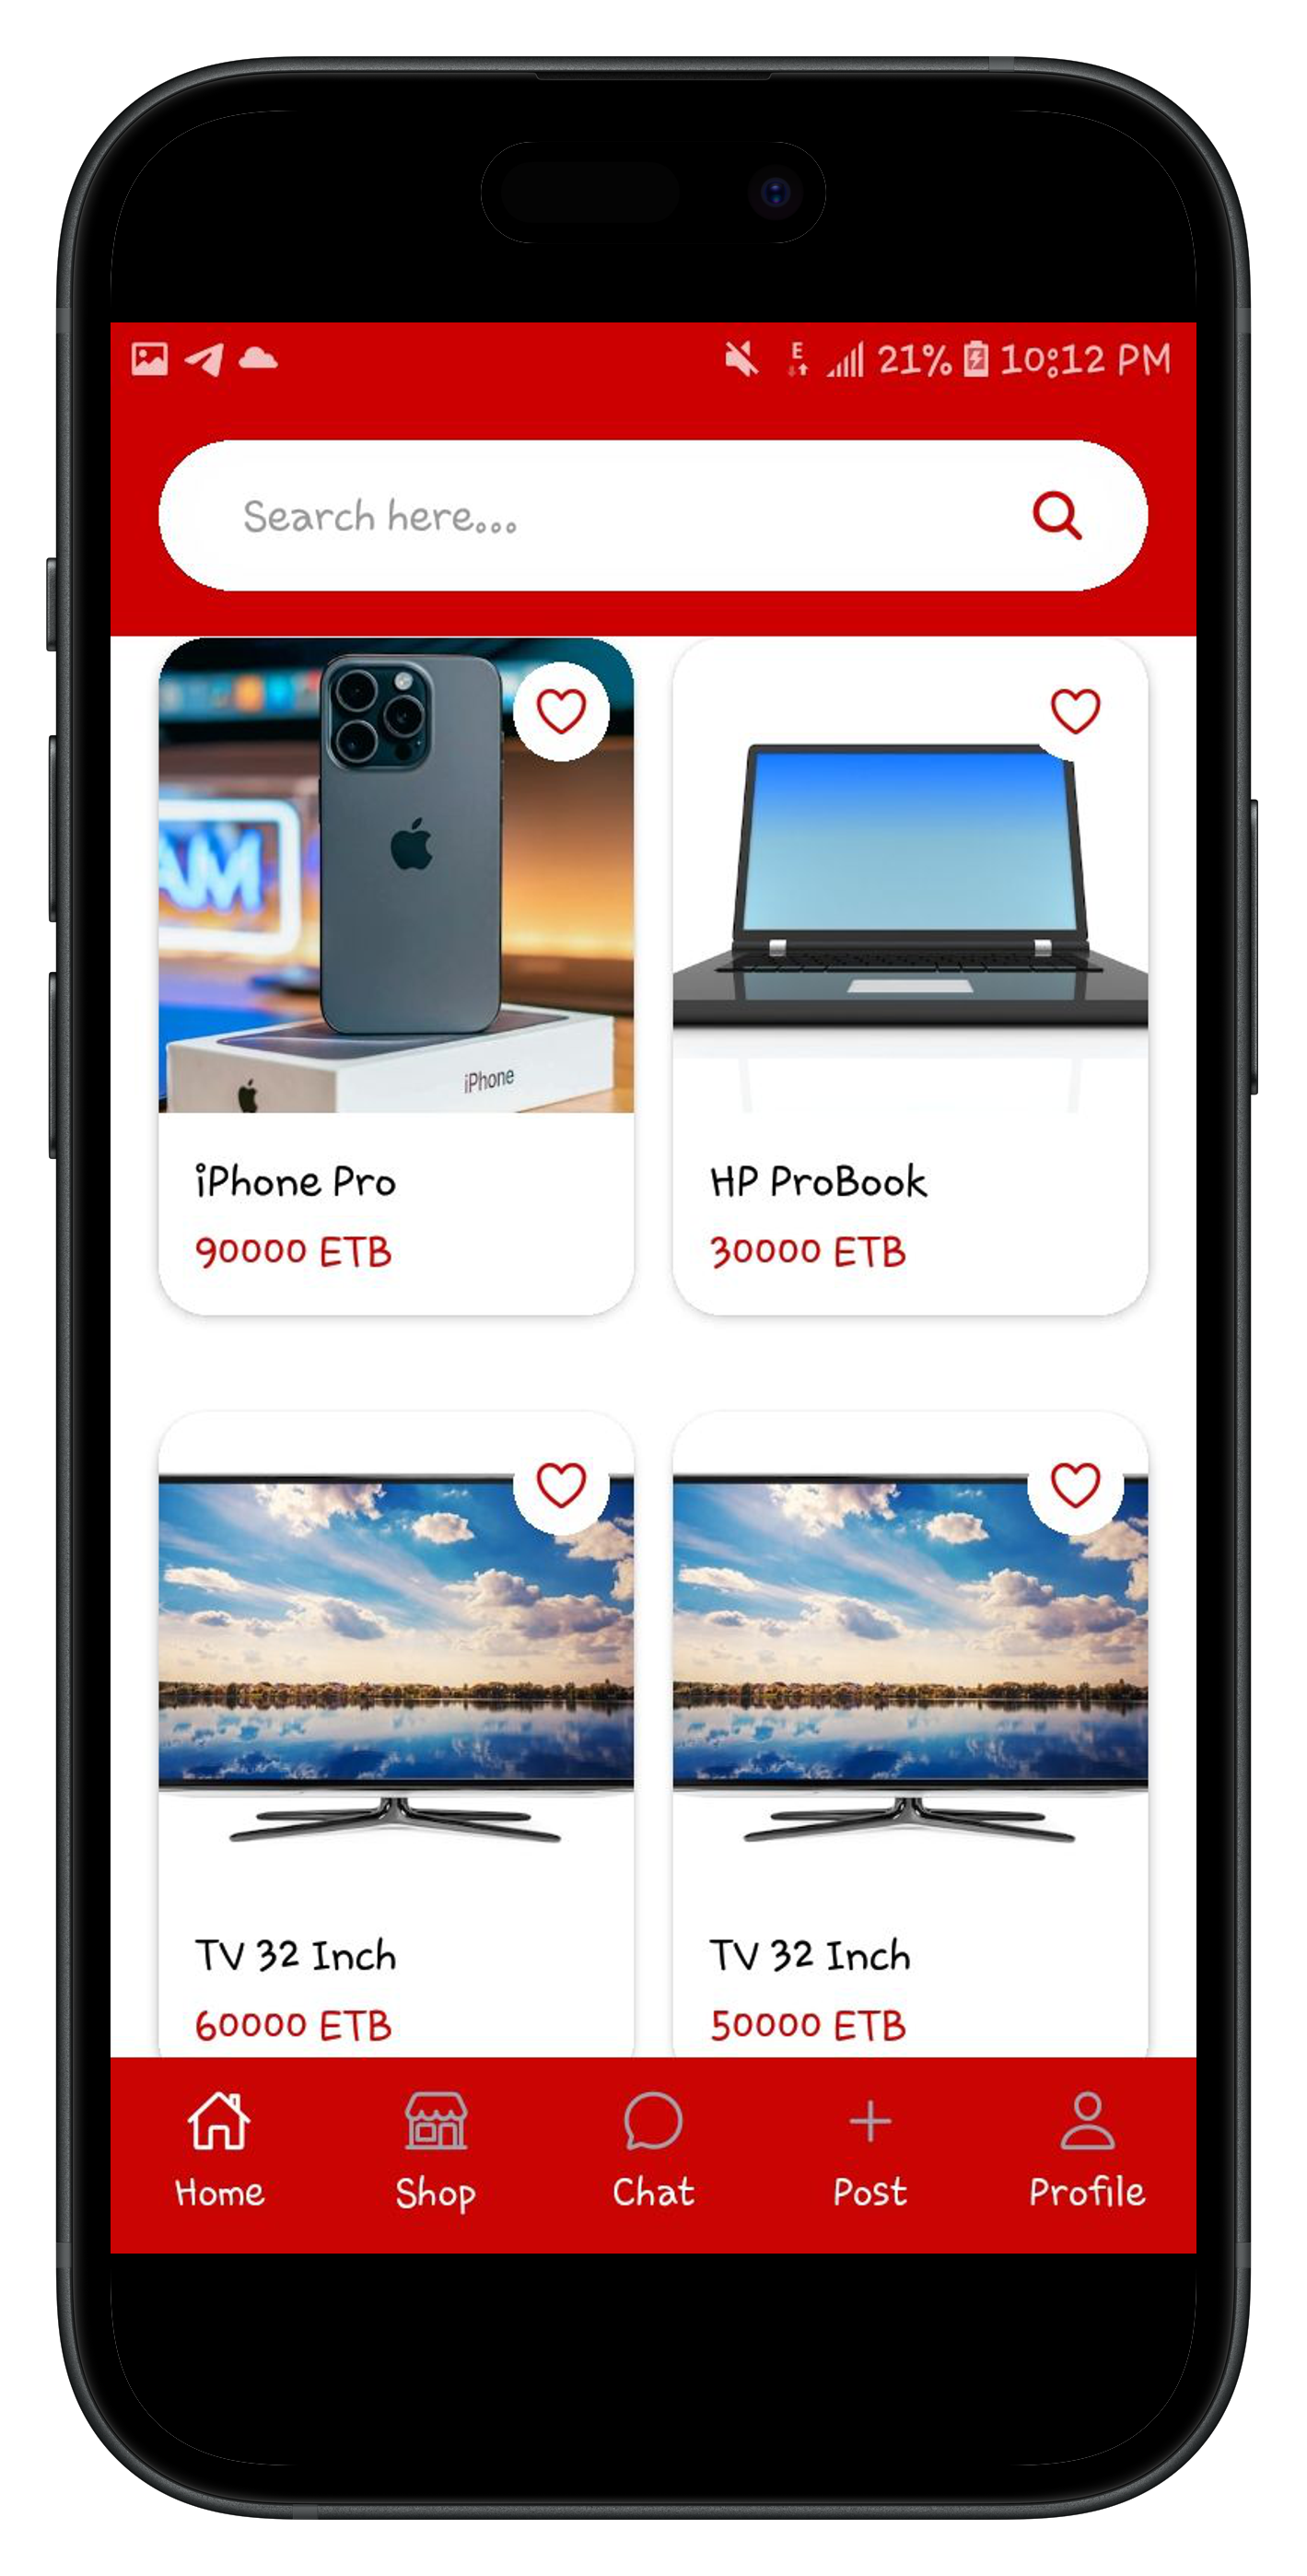 E 21% 10:12 PM
Search here...
AM
iPhone
iPhone Pro
90000 ETB
HP ProBook
30000 ETB
TV 32 Inch
60000 ETB
TV 32 Inch
50000 ETB
Home
Shop
Chat
Post
Profile